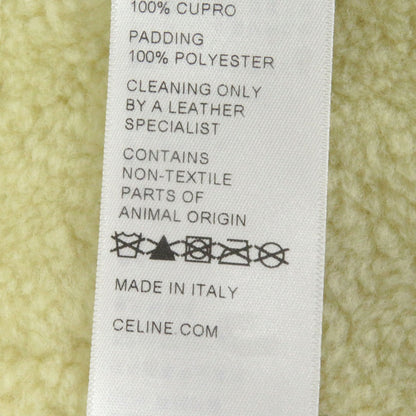 100% CUPRO
PADDING
100% POLYESTER
CLEANING ONLY
BY A LEATHER
SPECIALIST
CONTAINS
NON-TEXTILE
PARTS OF
ANIMAL ORIGIN
MADE IN ITALY
CELINE.COM